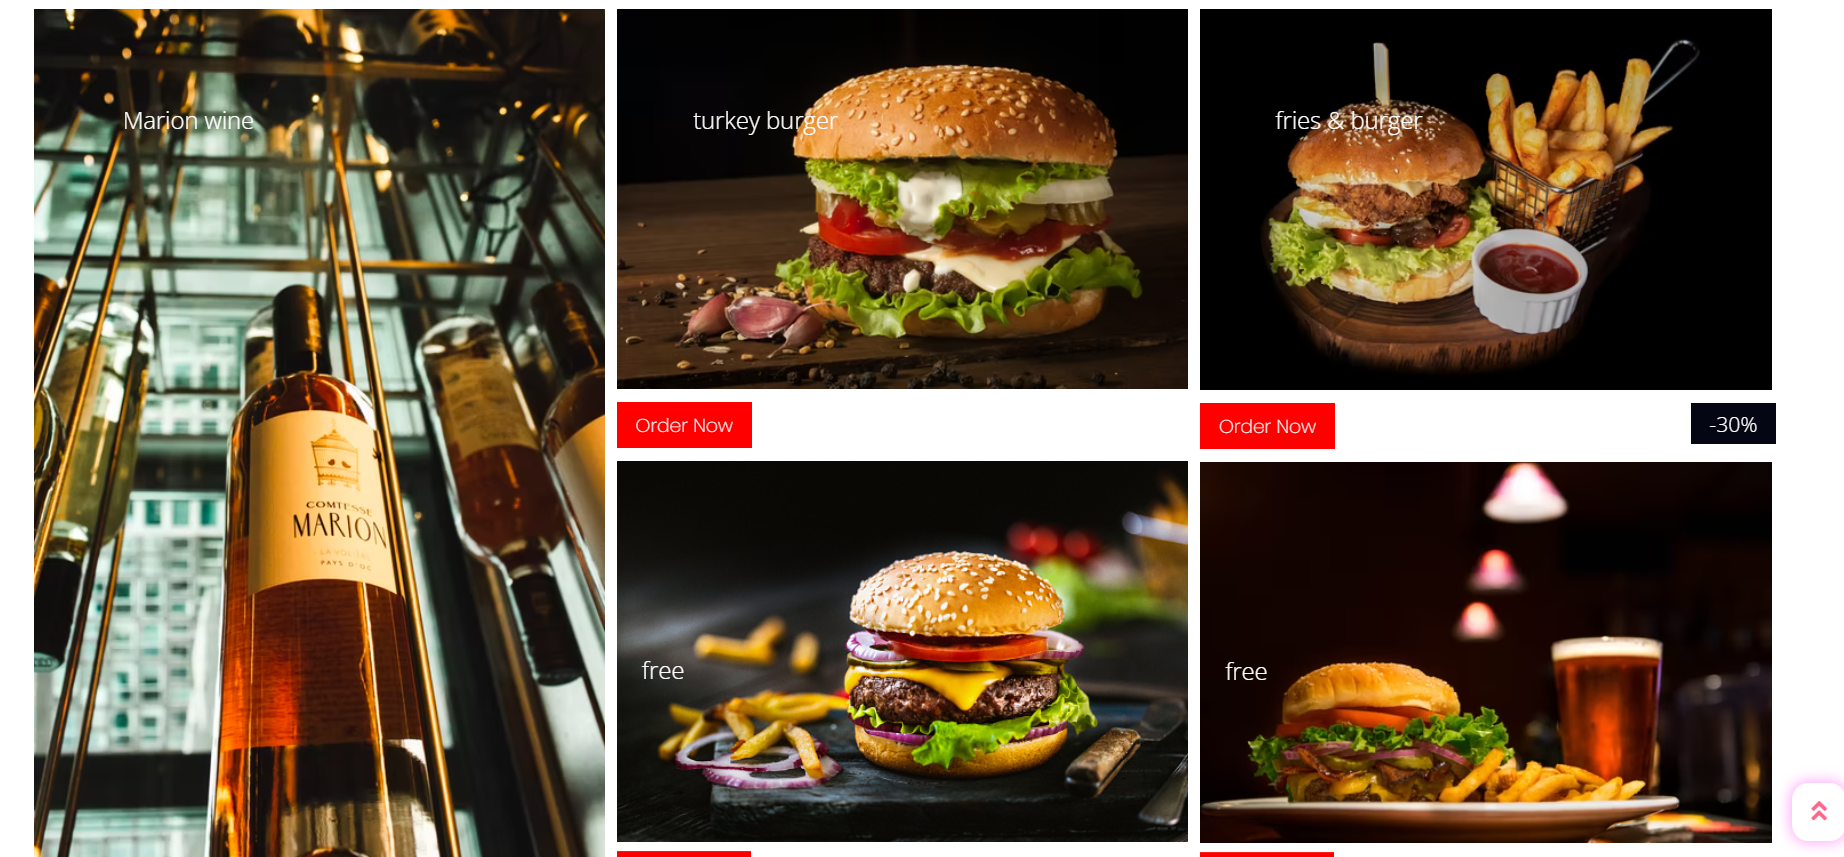 Marion wine
turkey burger
fries & burger
Order Now
Order Now
-30%
COMTESSE
MARION
LA VOLIÈRE
PAYS D'OC
free
free